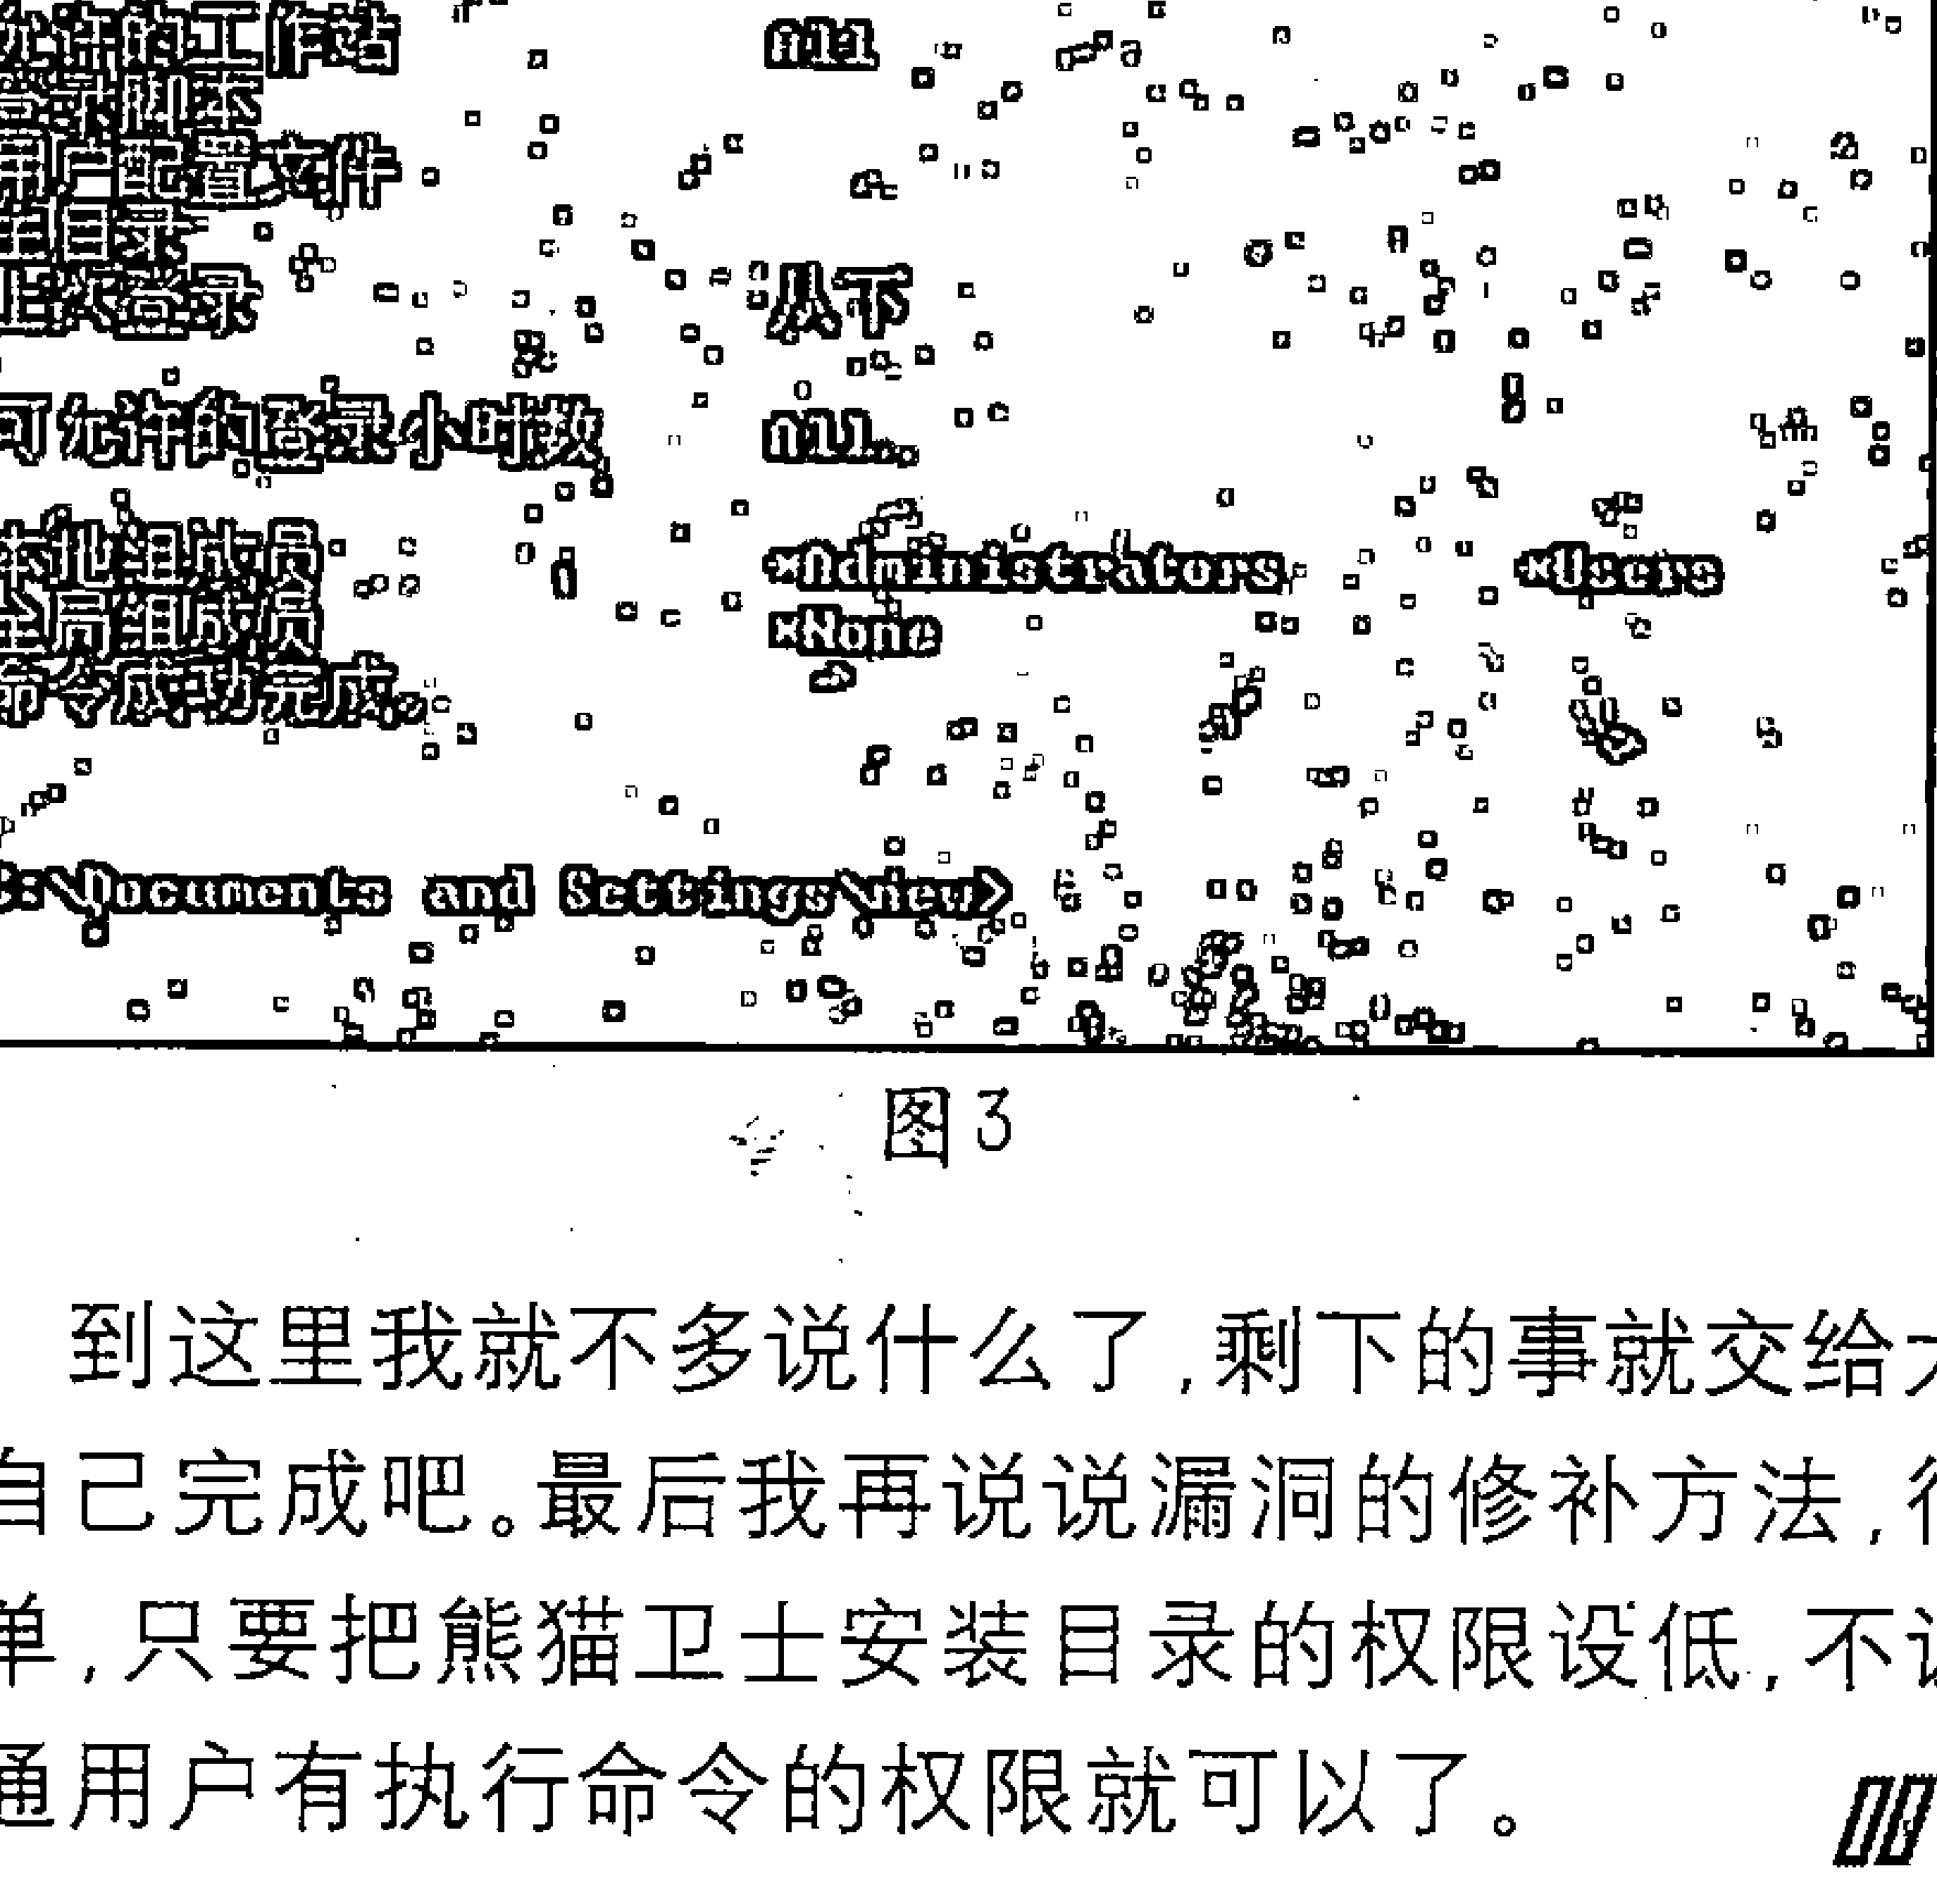 允许的工作站 All
登录脚本
用户配置文件
主目录
上次登录 从不
可允许的登录小时数 All
本地组成员 *Administrators *Users
全局组成员 *None
命令成功完成。
C:\Documents and Settings\new>
图3
到这里我就不多说什么了,剩下的事就交给
自己完成吧。最后我再说说漏洞的修补方法,
单,只要把熊猫卫士安装目录的权限设低,不
通用户有执行命令的权限就可以了。